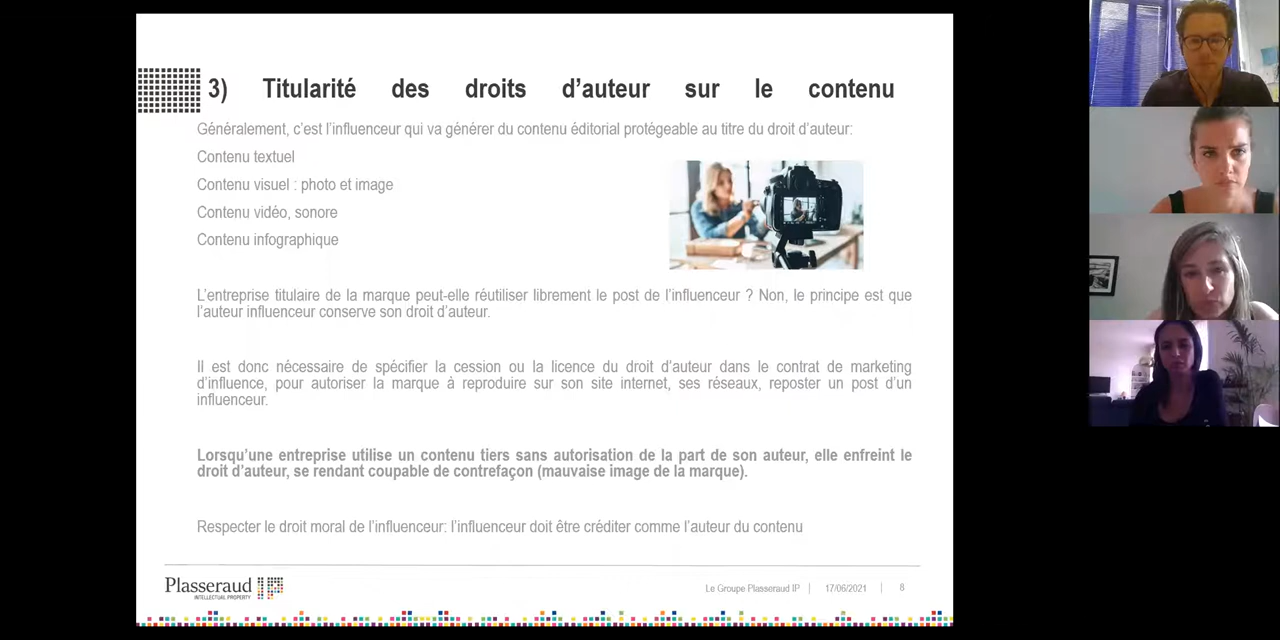 3) Titularité des droits d'auteur sur le contenu
Généralement, c'est l'influenceur qui va générer du contenu éditorial protégeable au titre du droit d'auteur:
Contenu textuel
Contenu visuel : photo et image
Contenu vidéo, sonore
Contenu infographique
L'entreprise titulaire de la marque peut-elle réutiliser librement le post de l'influenceur ? Non, le principe est que
l'auteur influenceur conserve son droit d'auteur.
Il est donc nécessaire de spécifier la cession ou la licence du droit d'auteur dans le contrat de marketing
d'influence, pour autoriser la marque à reproduire sur son site internet, ses réseaux, reposter un post d'un
influenceur.
Lorsqu'une entreprise utilise un contenu tiers sans autorisation de la part de son auteur, elle enfreint le
droit d'auteur, se rendant coupable de contrefaçon (mauvaise image de la marque).
Respecter le droit moral de l'influenceur: l'influenceur doit être créditer comme l'auteur du contenu
Plasseraud IP
INTELLECTUAL PROPERTY
Le Groupe Plasseraud IP | 17/06/2021 | 8